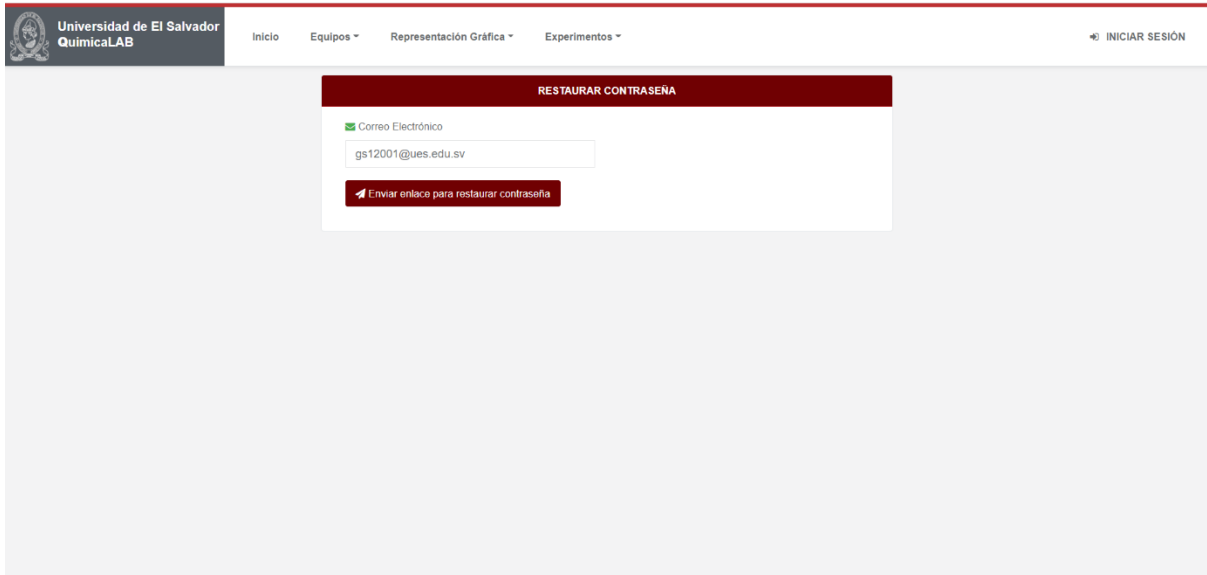 Universidad de El Salvador
QuimicaLAB
Inicio
Equipos
Representación Gráfica
Experimentos
INICIAR SESIÓN
RESTAURAR CONTRASEÑA
Correo Electrónico
gs12001@ues.edu.sv
Enviar enlace para restaurar contraseña